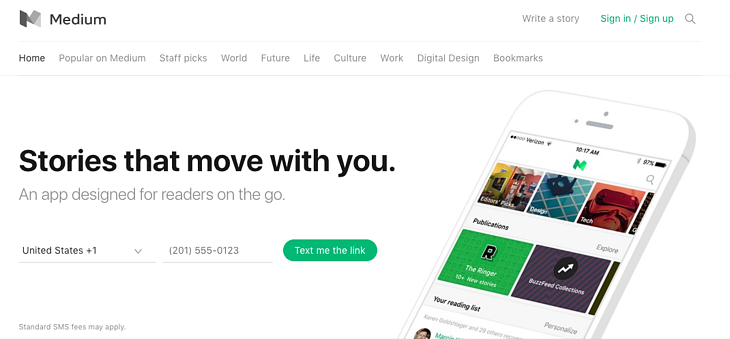 Medium
Write a story
Sign in / Sign up
Home
Popular on Medium
Staff picks
World
Future
Life
Culture
Work
Digital Design
Bookmarks
Stories that move with you.
An app designed for readers on the go.
United States +1
(201) 555-0123
Text me the link
Standard SMS fees may apply.
Verizon
10:17 AM
97%
Editors' Picks
Design
Tech
Publications
Explore
The Ringer
10+ New stories
BuzzFeed Collections
Your reading list
Personalize
Karen Goldshlager and 29 others